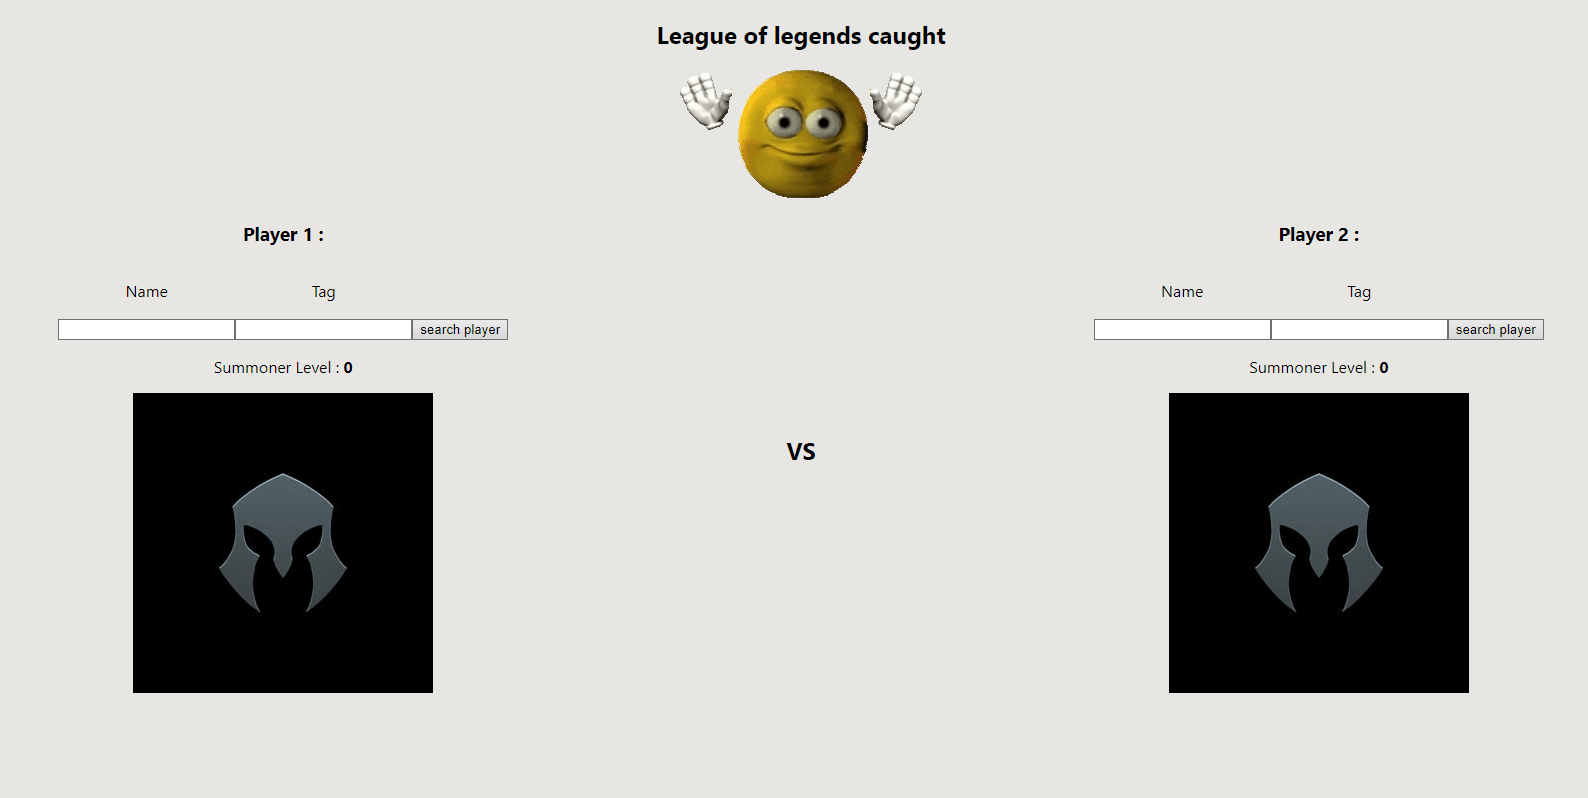 League of legends caught
Player 1 :
Name Tag
search player
Summoner Level : 0
VS
Player 2 :
Name Tag
search player
Summoner Level : 0